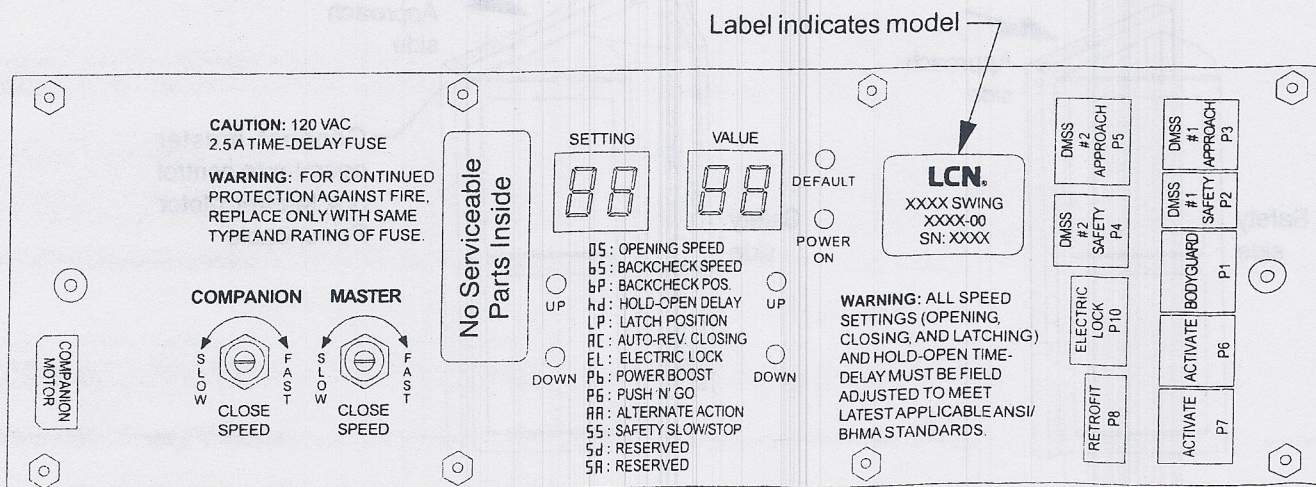 Label indicates model
CAUTION: 120 VAC
2.5 A TIME-DELAY FUSE
WARNING: FOR CONTINUED
PROTECTION AGAINST FIRE,
REPLACE ONLY WITH SAME
TYPE AND RATING OF FUSE.
COMPANION
MASTER
SLOW
FAST
CLOSE
SPEED
SLOW
FAST
CLOSE
SPEED
COMPANION
MOTOR
No Serviceable
Parts Inside
SETTING
VALUE
88
88
DEFAULT
POWER
ON
UP
DOWN
UP
DOWN
OS: OPENING SPEED
bS: BACKCHECK SPEED
bP: BACKCHECK POS.
hd: HOLD-OPEN DELAY
LP: LATCH POSITION
AC: AUTO-REV. CLOSING
EL: ELECTRIC LOCK
Pb: POWER BOOST
PG: PUSH 'N' GO
AA: ALTERNATE ACTION
SS: SAFETY SLOW/STOP
Sd: RESERVED
SA: RESERVED
LCN.
XXXX SWING
XXXX-00
SN: XXXX
WARNING: ALL SPEED
SETTINGS (OPENING,
CLOSING, AND LATCHING)
AND HOLD-OPEN TIME-
DELAY MUST BE FIELD
ADJUSTED TO MEET
LATEST APPLICABLE ANSI/
BHMA STANDARDS.
DMSS
#2
APPROACH
P5
DMSS
#2
SAFETY
P4
ELECTRIC
LOCK
P10
RETROFIT
P8
DMSS
#1
APPROACH
P3
DMSS
#1
SAFETY
P2
BODYGUARD
P1
ACTIVATE
P6
ACTIVATE
P7